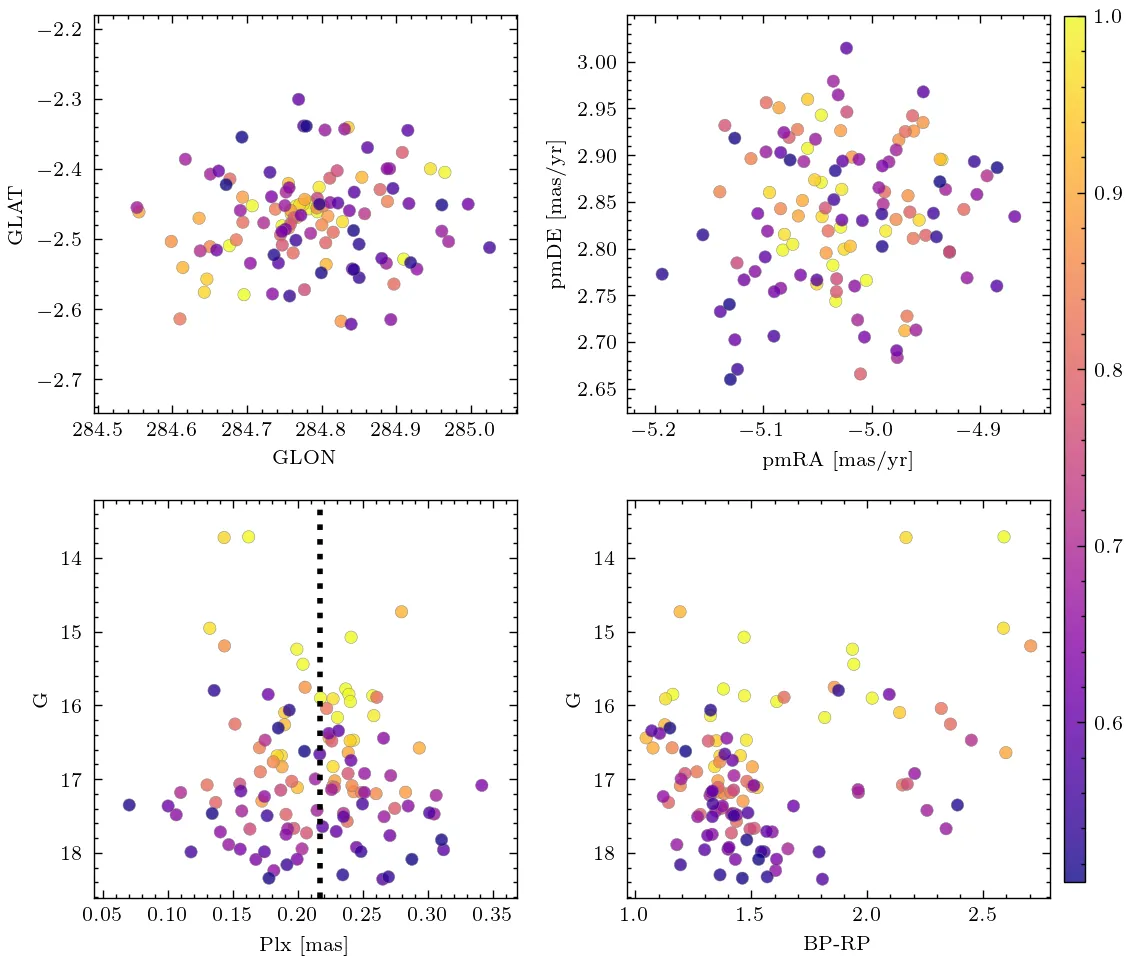 −2.2
−2.3
−2.4
−2.5
−2.6
−2.7
GLAT
284.5 284.6 284.7 284.8 284.9 285.0
GLON
3.00
2.95
2.90
2.85
2.80
2.75
2.70
2.65
pmDE [mas/yr]
−5.2 −5.1 −5.0 −4.9
pmRA [mas/yr]
1.0
0.9
0.8
0.7
0.6
14
15
16
17
18
G
0.05 0.10 0.15 0.20 0.25 0.30 0.35
Plx [mas]
14
15
16
17
18
G
1.0 1.5 2.0 2.5
BP-RP